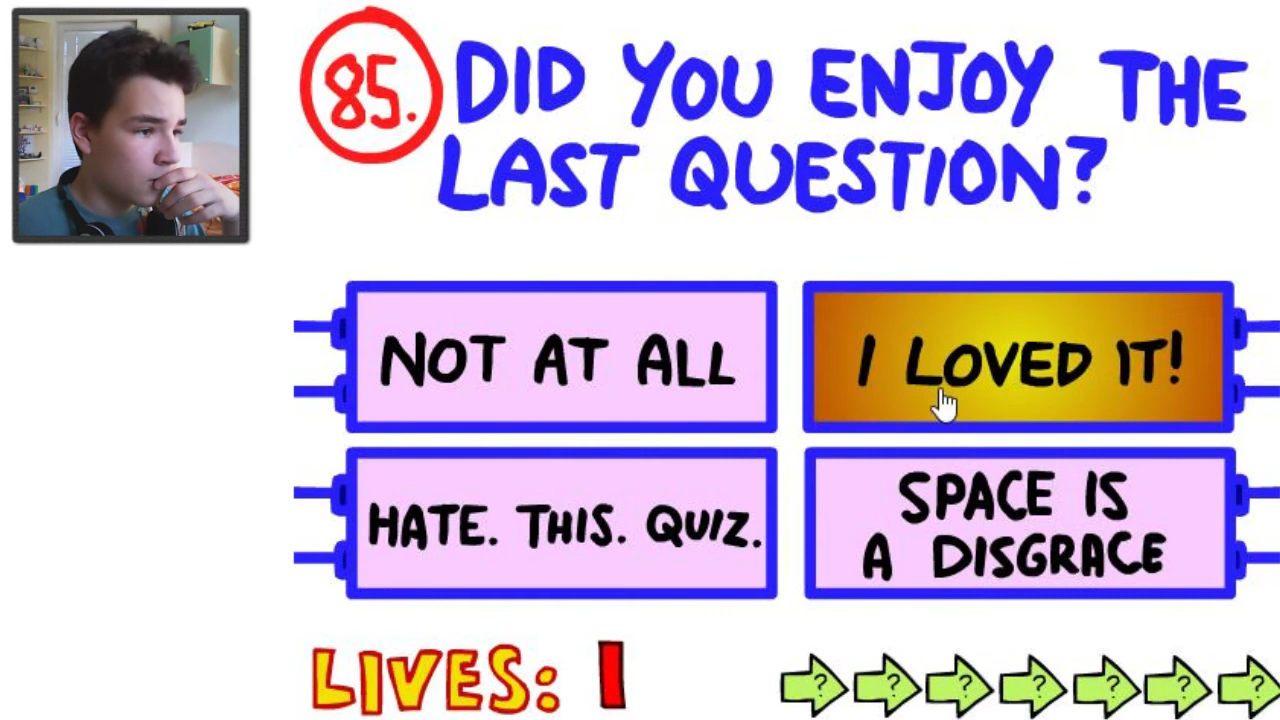 85. DID YOU ENJOY THE
LAST QUESTION?
NOT AT ALL
I LOVED IT!
HATE. THIS. QUIZ.
SPACE IS
A DISGRACE
LIVES: 1
? ? ? ? ? ? ?